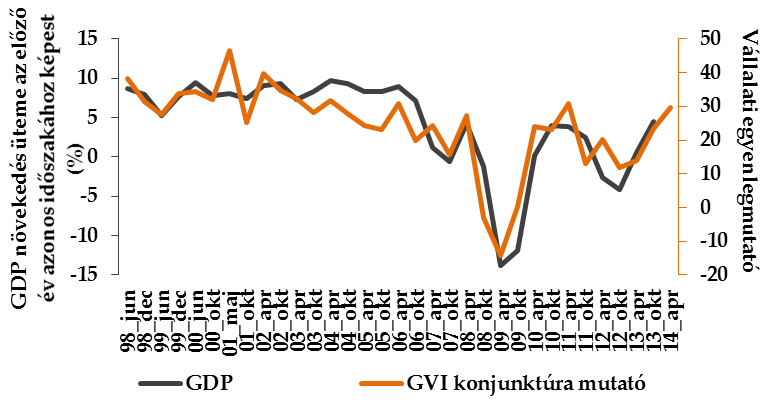 GDP növekedés üteme az előző
év azonos időszakához képest
(%)
15
10
5
0
-5
-10
-15
50
40
30
20
10
0
-10
-20
Vállalati egyenlegmutató
98_jun
98_dec
99_jun
99_dec
00_jun
00_okt
01_maj
01_okt
02_apr
02_okt
03_apr
03_okt
04_apr
04_okt
05_apr
05_okt
06_apr
06_okt
07_apr
07_okt
08_apr
08_okt
09_apr
09_okt
10_apr
10_okt
11_apr
11_okt
12_apr
12_okt
13_apr
13_okt
14_apr
GDP
GVI konjunktúra mutató